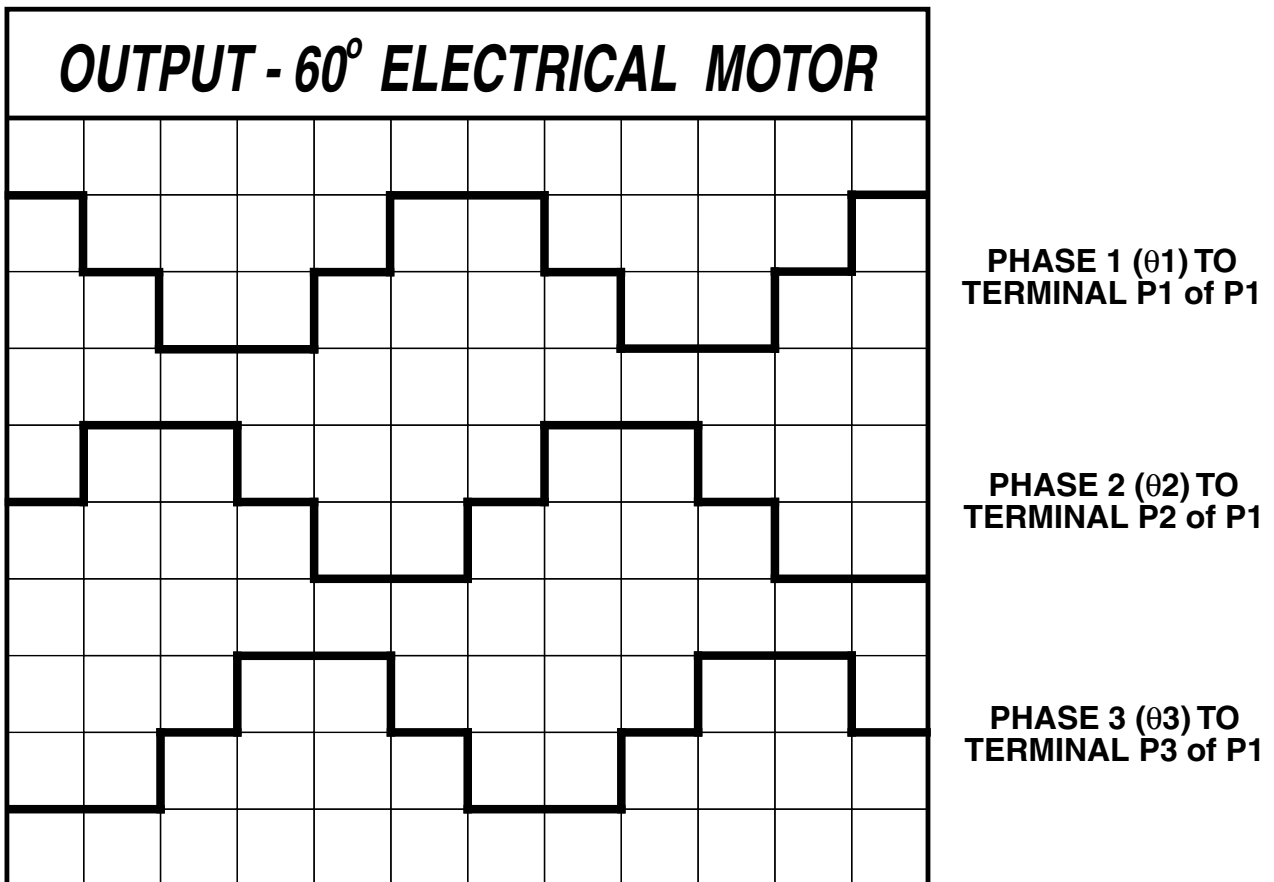 OUTPUT - 60° ELECTRICAL MOTOR
PHASE 1 (θ1) TO
TERMINAL P1 of P1
PHASE 2 (θ2) TO
TERMINAL P2 of P1
PHASE 3 (θ3) TO
TERMINAL P3 of P1